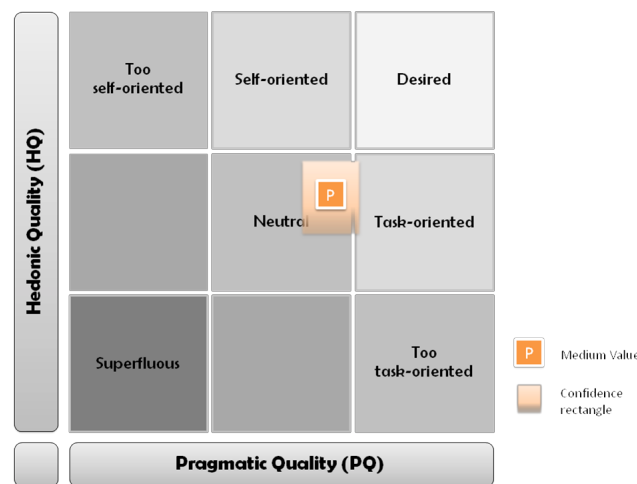 Hedonic Quality (HQ)
Too
self-oriented
Self-oriented
Desired
P
Neutral
Task-oriented
Superfluous
Too
task-oriented
P
Medium Value
Confidence
rectangle
Pragmatic Quality (PQ)